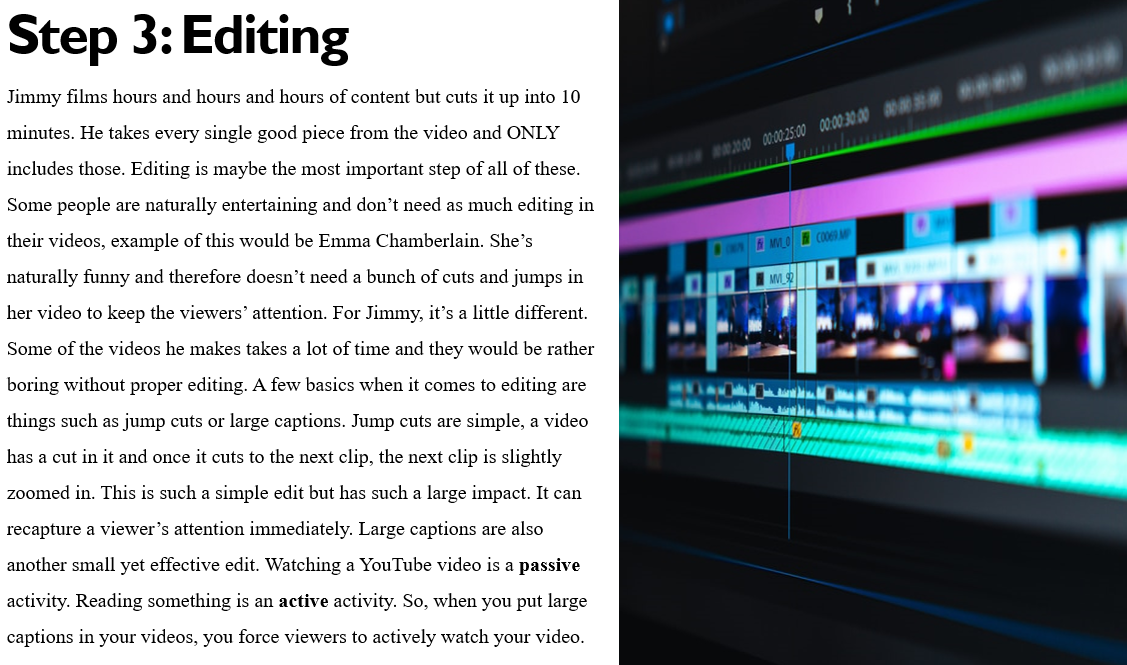 Step 3: Editing
Jimmy films hours and hours and hours of content but cuts it up into 10
minutes. He takes every single good piece from the video and ONLY
includes those. Editing is maybe the most important step of all of these.
Some people are naturally entertaining and don’t need as much editing in
their videos, example of this would be Emma Chamberlain. She’s
naturally funny and therefore doesn’t need a bunch of cuts and jumps in
her video to keep the viewers’ attention. For Jimmy, it’s a little different.
Some of the videos he makes takes a lot of time and they would be rather
boring without proper editing. A few basics when it comes to editing are
things such as jump cuts or large captions. Jump cuts are simple, a video
has a cut in it and once it cuts to the next clip, the next clip is slightly
zoomed in. This is such a simple edit but has such a large impact. It can
recapture a viewer’s attention immediately. Large captions are also
another small yet effective edit. Watching a YouTube video is a passive
activity. Reading something is an active activity. So, when you put large
captions in your videos, you force viewers to actively watch your video.
00:00:20:00 00:00:25:00 00:00:30:00 00:00:35:00 00:00:40:00
MVI_0 C0069.MP
MVI_92